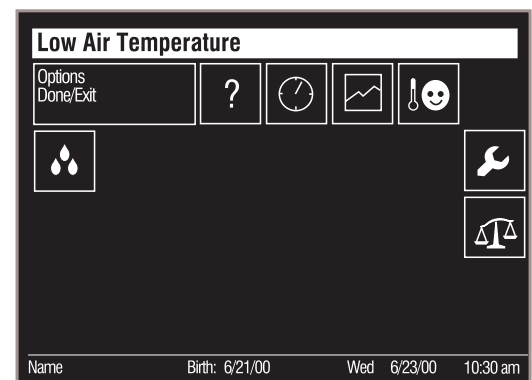 Low Air Temperature
Options
Done/Exit
?
Name Birth: 6/21/00 Wed 6/23/00 10:30 am